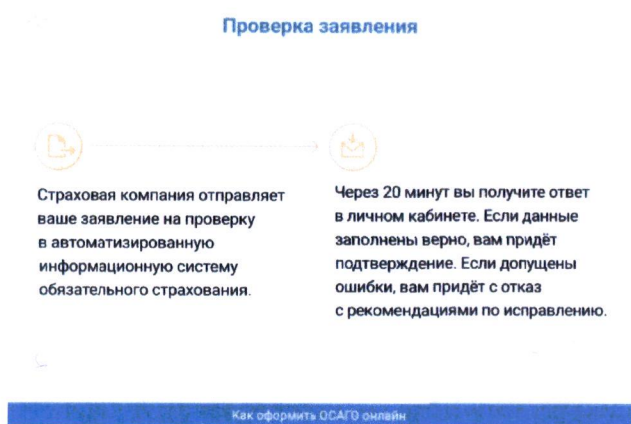 Проверка заявления
Страховая компания отправляет
ваше заявление на проверку
в автоматизированную
информационную систему
обязательного страхования.
Через 20 минут вы получите ответ
в личном кабинете. Если данные
заполнены верно, вам придёт
подтверждение. Если допущены
ошибки, вам придёт с отказ
с рекомендациями по исправлению.
Как оформить ОСАГО онлайн